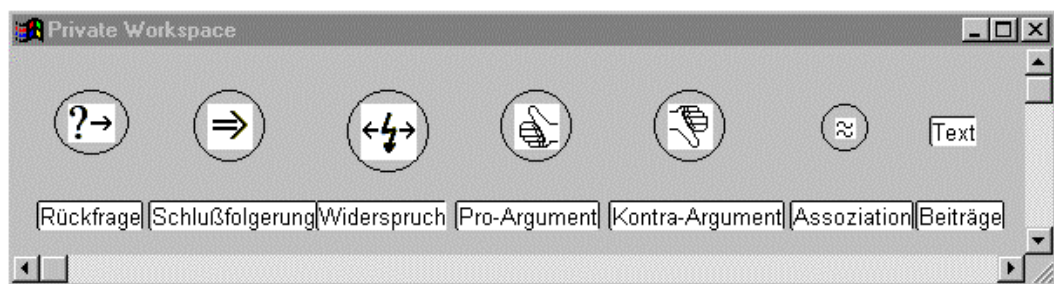 Private Workspace
?→ ⇒ ≈ Text
Rückfrage Schlußfolgerung Widerspruch Pro-Argument Kontra-Argument Assoziation Beiträge